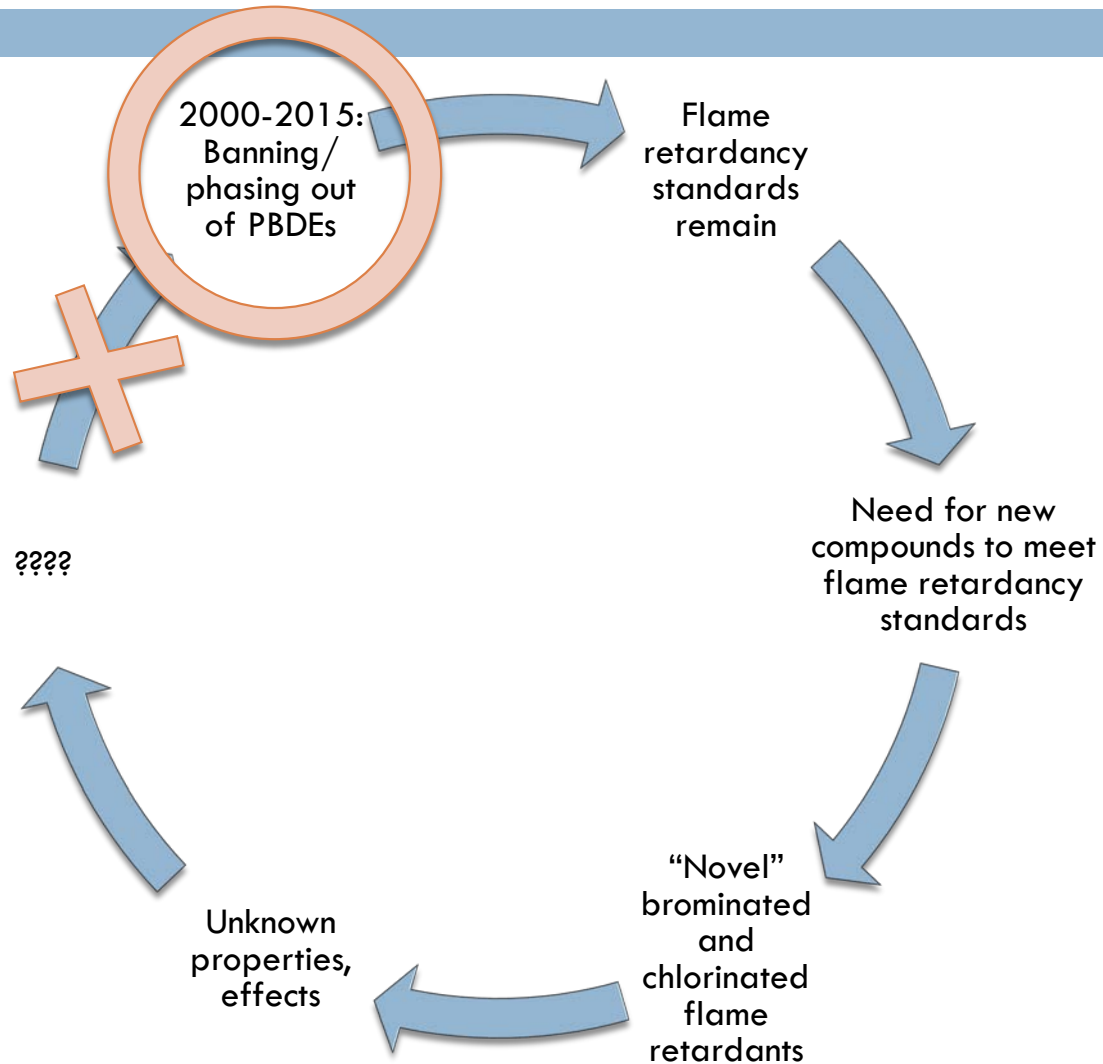 2000-2015:
Banning/
phasing out
of PBDEs
Flame
retardancy
standards
remain
Need for new
compounds to meet
flame retardancy
standards
“Novel”
brominated
and
chlorinated
flame
retardants
Unknown
properties,
effects
????